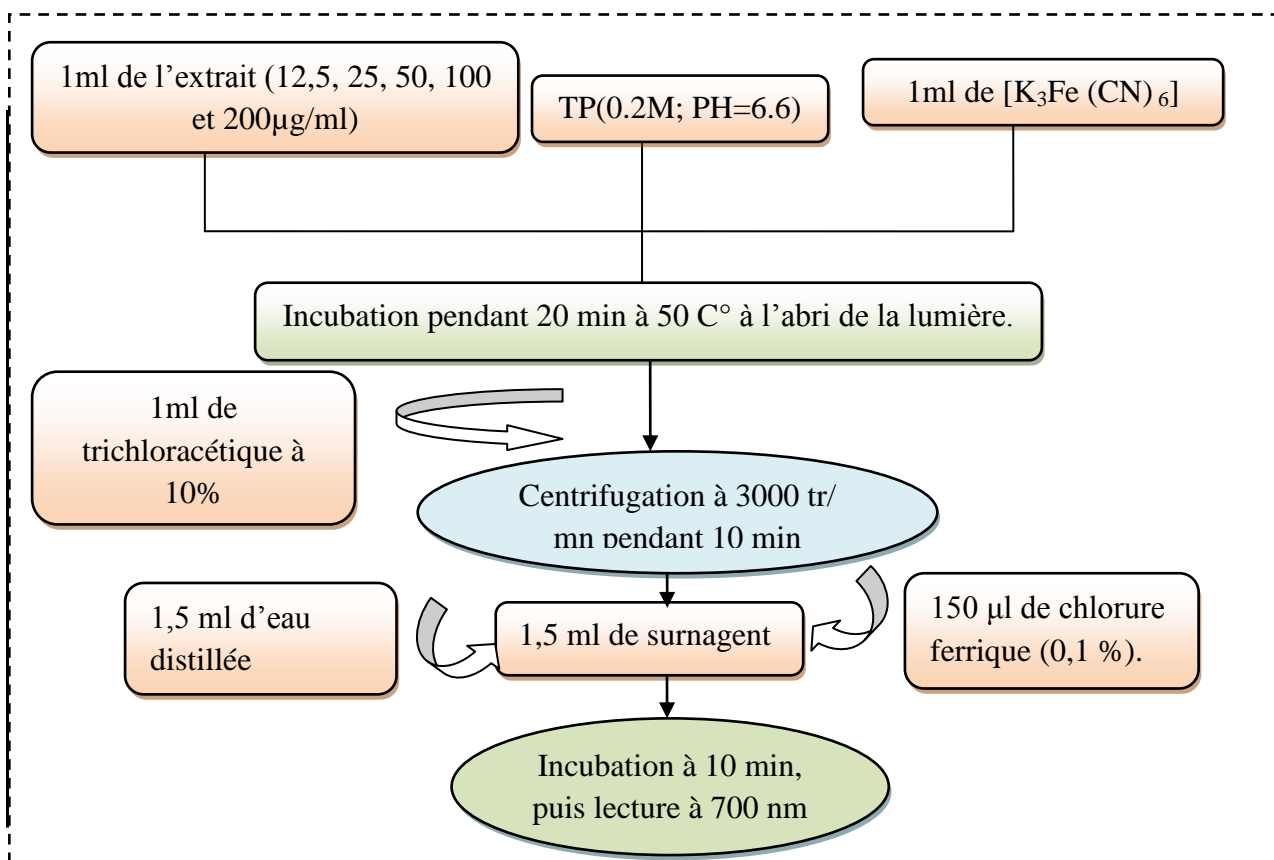 1ml de l’extrait (12,5, 25, 50, 100
et 200µg/ml)
TP(0.2M; PH=6.6)
1ml de [K₃Fe (CN) ₆]
Incubation pendant 20 min à 50 C° à l’abri de la lumière.
1ml de
trichloracétique à
10%
Centrifugation à 3000 tr/
mn pendant 10 min
1,5 ml d’eau
distillée
1,5 ml de surnagent
150 µl de chlorure
ferrique (0,1 %).
Incubation à 10 min,
puis lecture à 700 nm